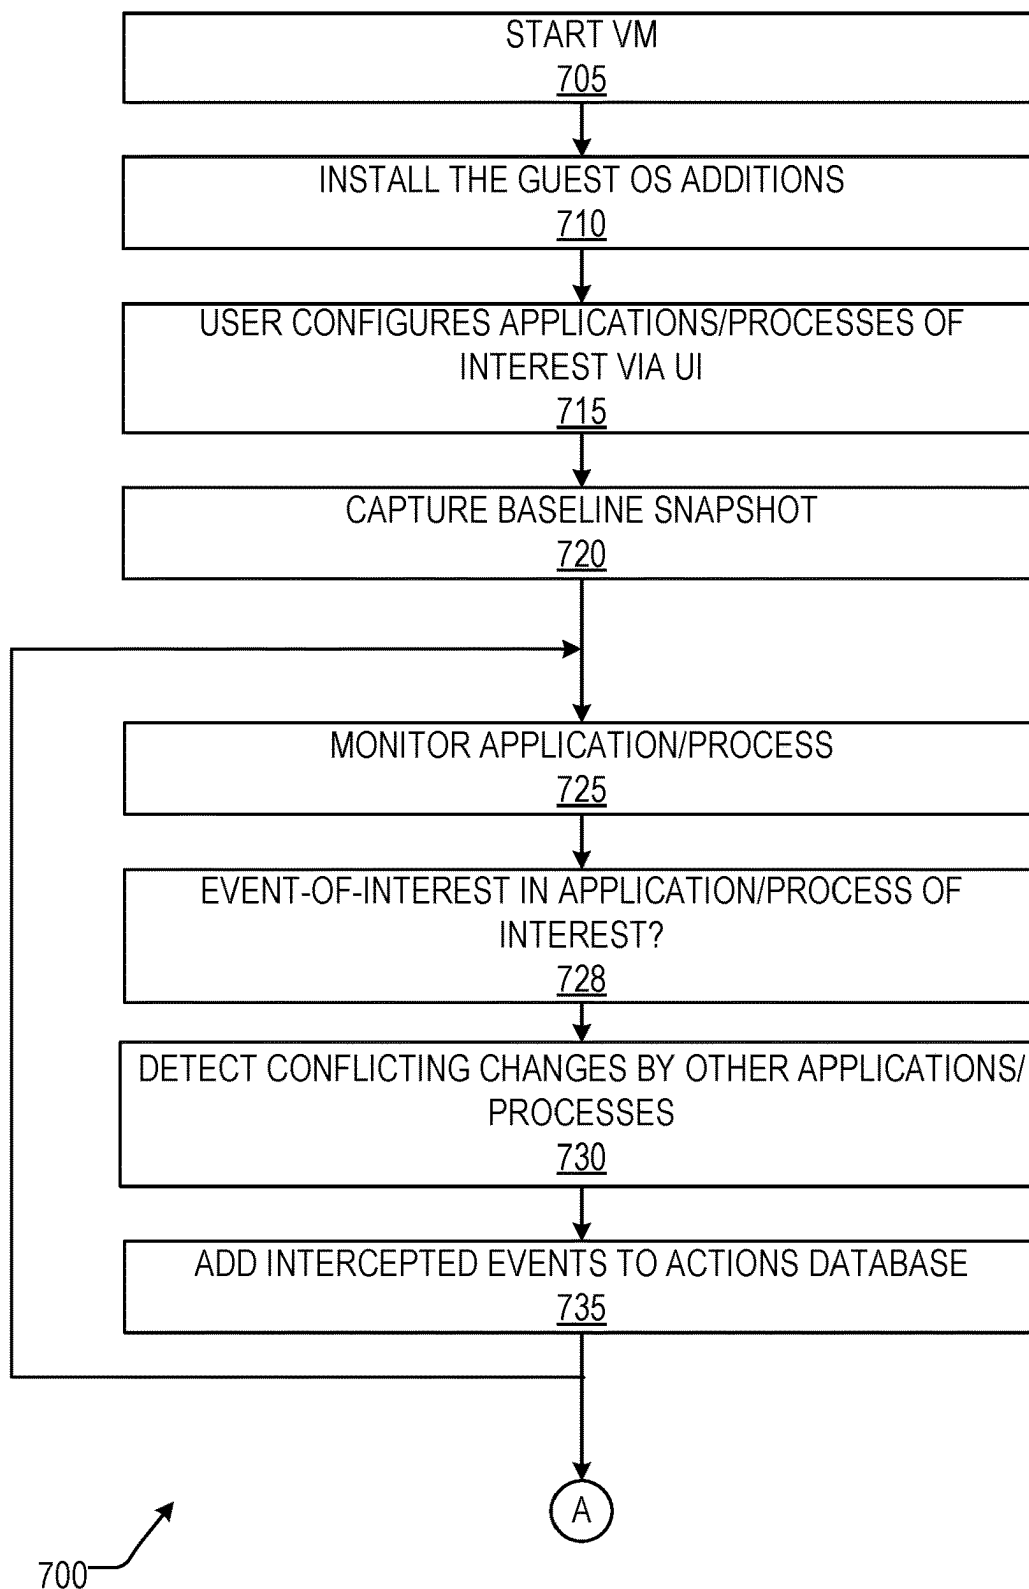 START VM
705
INSTALL THE GUEST OS ADDITIONS
710
USER CONFIGURES APPLICATIONS/PROCESSES OF
INTEREST VIA UI
715
CAPTURE BASELINE SNAPSHOT
720
MONITOR APPLICATION/PROCESS
725
EVENT-OF-INTEREST IN APPLICATION/PROCESS OF
INTEREST?
728
DETECT CONFLICTING CHANGES BY OTHER APPLICATIONS/
PROCESSES
730
ADD INTERCEPTED EVENTS TO ACTIONS DATABASE
735
A
700